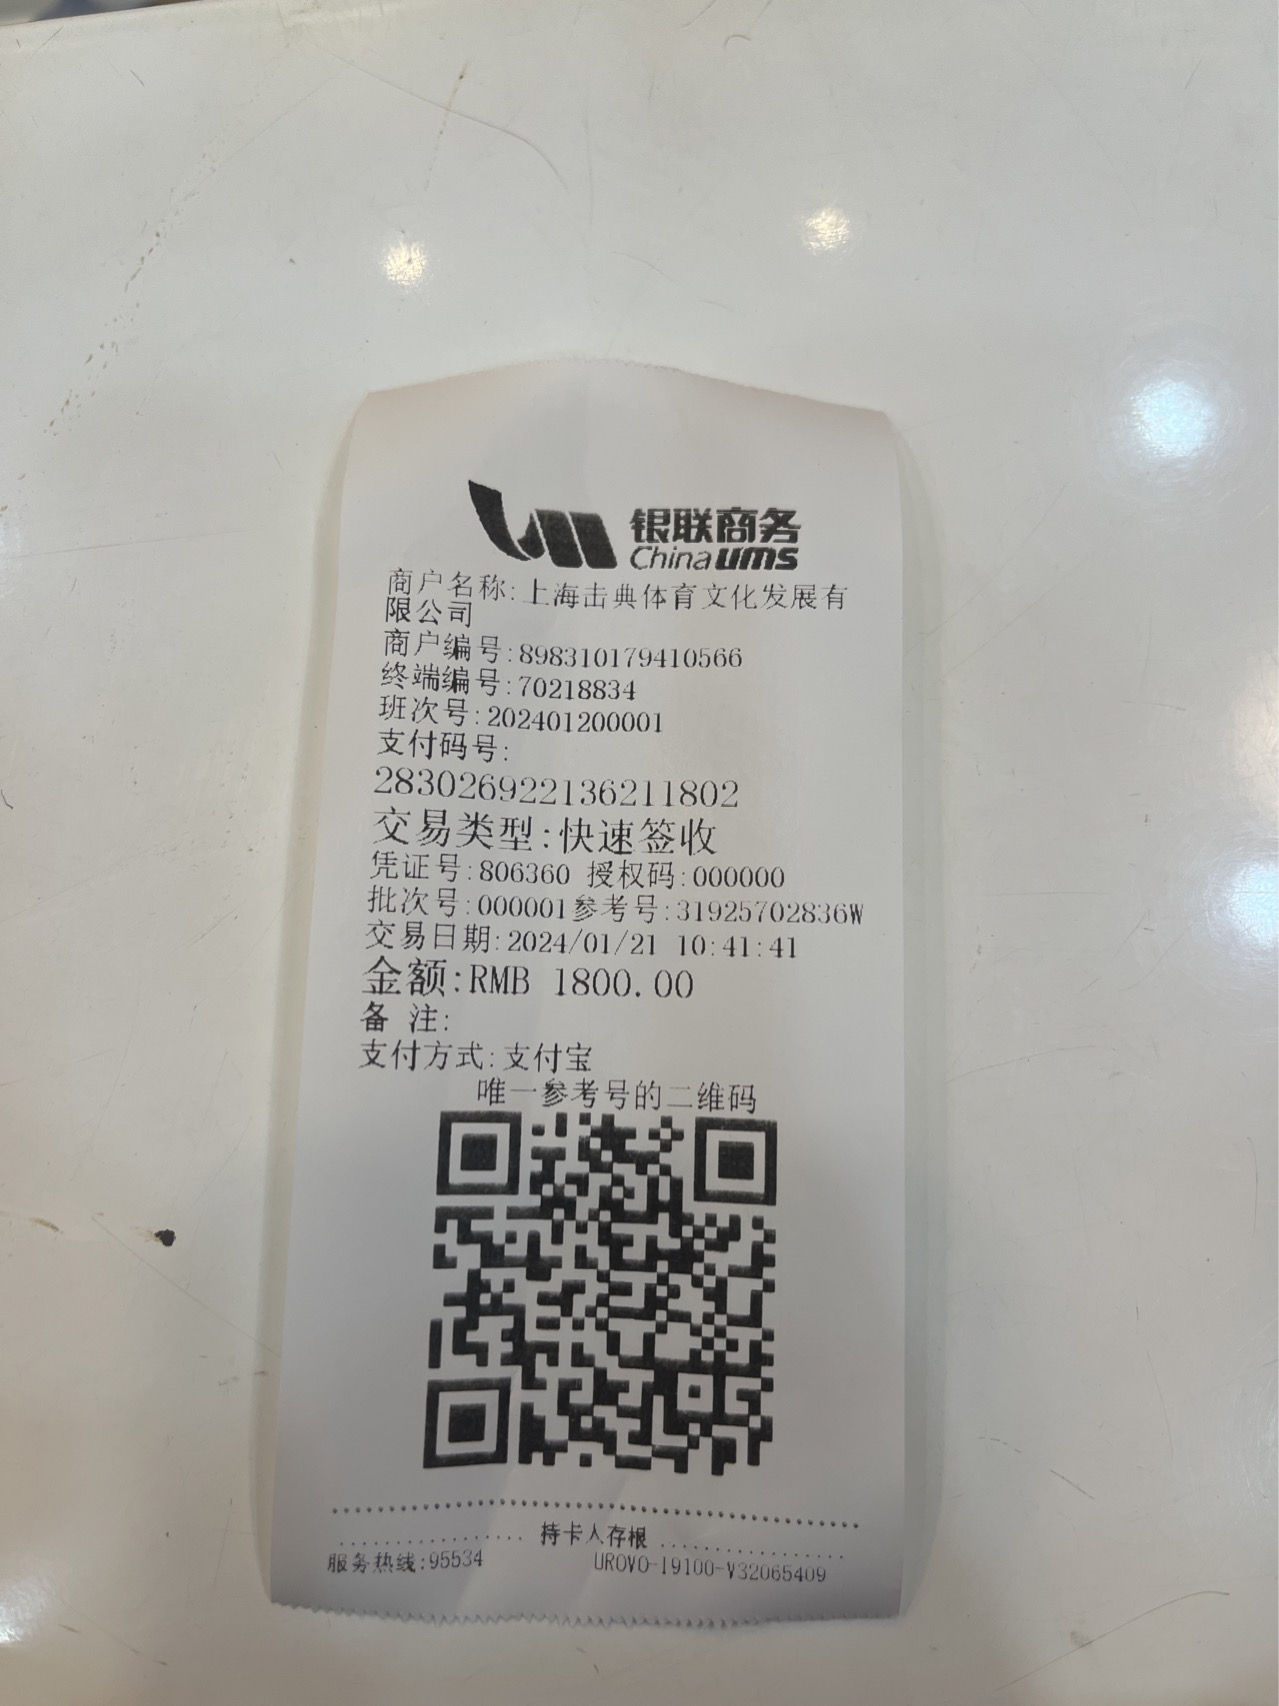 银联商务
Chinaums
商户名称:上海击典体育文化发展有
限公司
商户编号:898310179410566
终端编号:70218834
班次号:202401200001
支付码号:
283026922136211802
交易类型:快速签收
凭证号:806360 授权码:000000
批次号:000001参考号:31925702836W
交易日期:2024/01/21 10:41:41
金额:RMB 1800.00
备 注:
支付方式:支付宝
唯一参考号的二维码
持卡人存根
服务热线:95534 UROVO-I9100-V32065409